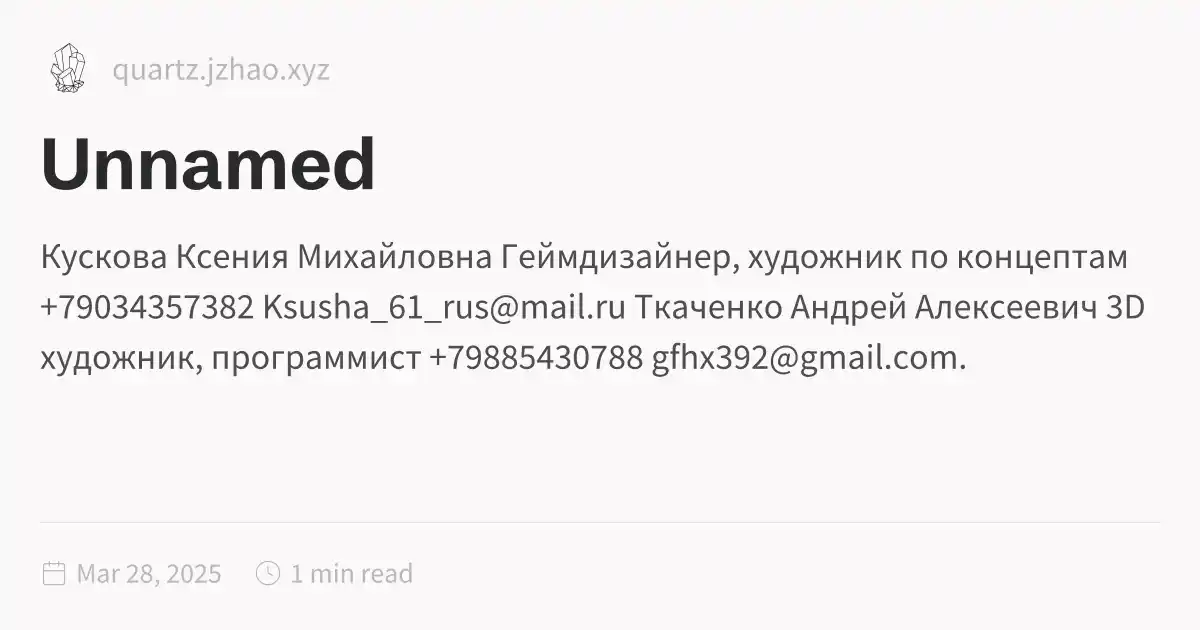 quartz.jzhao.xyz
Unnamed
Кускова Ксения Михайловна Геймдизайнер, художник по концептам
+79034357382 Ksusha_61_rus@mail.ru Ткаченко Андрей Алексеевич 3D
художник, программист +79885430788 gfhx392@gmail.com.
Mar 28, 2025 1 min read